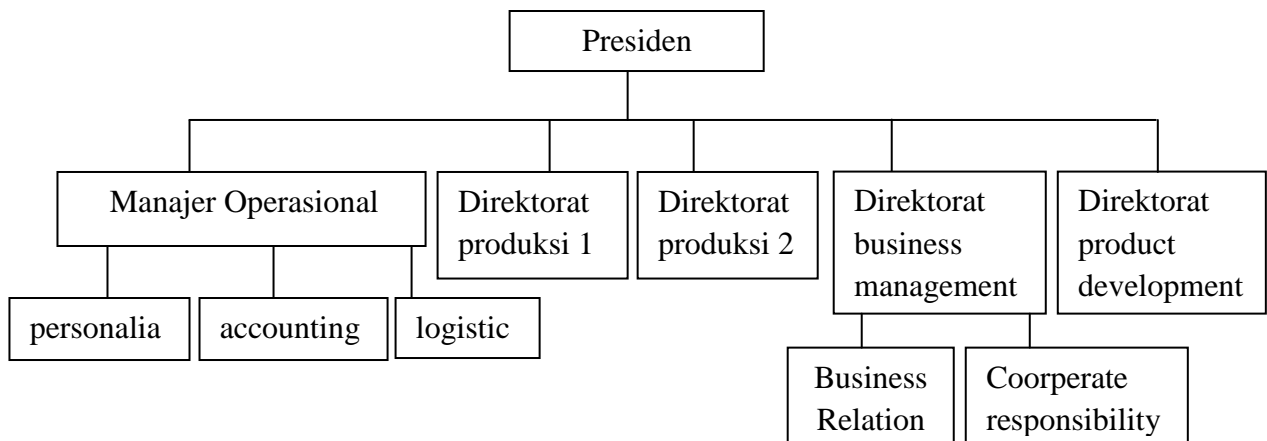 Presiden
Manajer Operasional
Direktorat
produksi 1
Direktorat
produksi 2
Direktorat
business
management
Direktorat
product
development
personalia
accounting
logistic
Business
Relation
Coorperate
responsibility